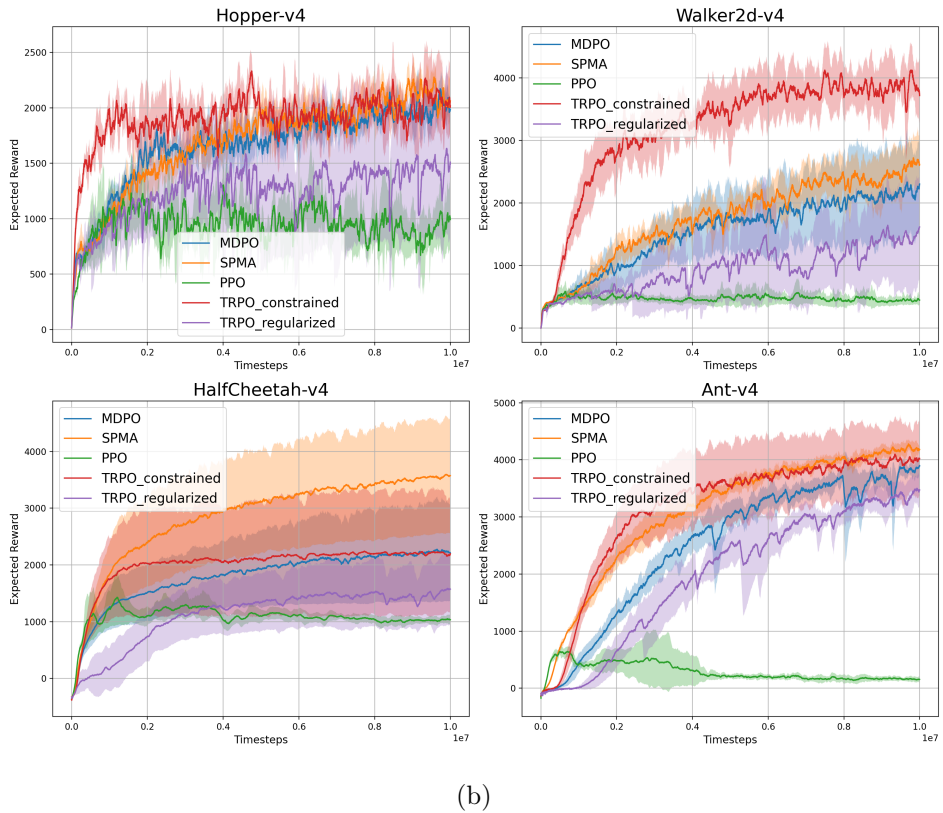 Hopper-v4
Expected Reward
2500
2000
1500
1000
500
0
MDPO
SPMA
PPO
TRPO_constrained
TRPO_regularized
0.0 0.2 0.4 0.6 0.8 1.0
Timesteps
1e7
Walker2d-v4
Expected Reward
4000
3000
2000
1000
0
MDPO
SPMA
PPO
TRPO_constrained
TRPO_regularized
0.0 0.2 0.4 0.6 0.8 1.0
Timesteps
1e7
HalfCheetah-v4
Expected Reward
4000
3000
2000
1000
0
MDPO
SPMA
PPO
TRPO_constrained
TRPO_regularized
0.0 0.2 0.4 0.6 0.8 1.0
Timesteps
1e7
Ant-v4
Expected Reward
5000
4000
3000
2000
1000
0
MDPO
SPMA
PPO
TRPO_constrained
TRPO_regularized
0.0 0.2 0.4 0.6 0.8 1.0
Timesteps
1e7
(b)